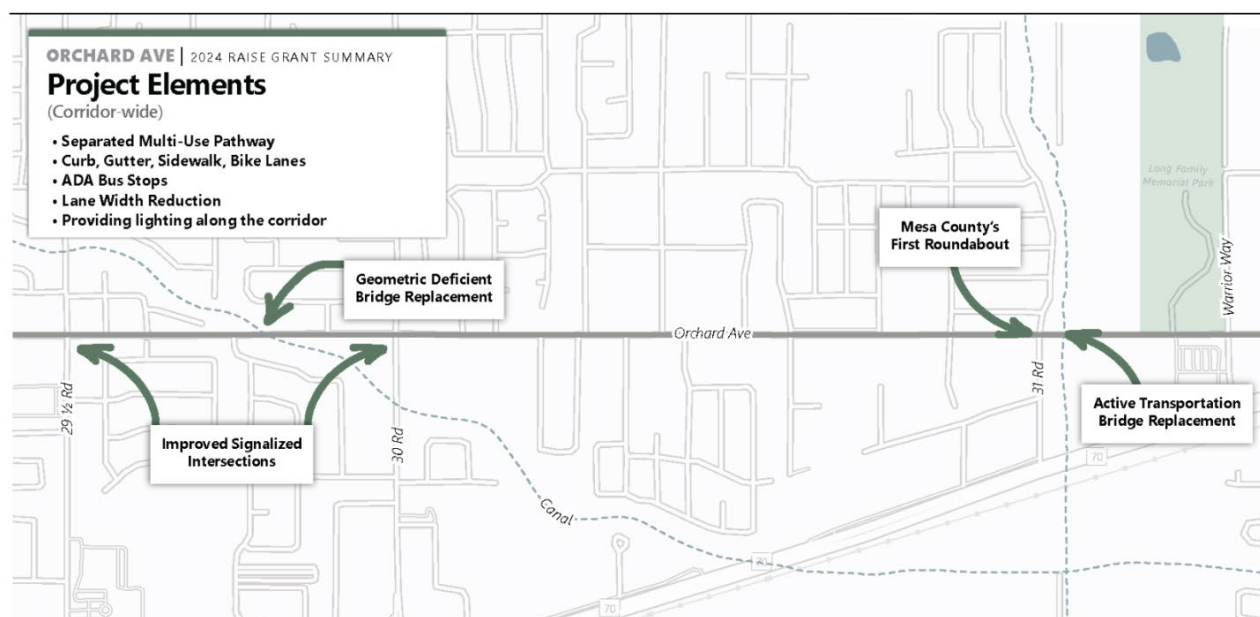 ORCHARD AVE | 2024 RAISE GRANT SUMMARY
Project Elements
(Corridor-wide)
• Separated Multi-Use Pathway
• Curb, Gutter, Sidewalk, Bike Lanes
• ADA Bus Stops
• Lane Width Reduction
• Providing lighting along the corridor
Long Family
Memorial Park
Mesa County's
First Roundabout
Warrior Way
Geometric Deficient
Bridge Replacement
Orchard Ave
29 ½ Rd
31 Rd
Active Transportation
Bridge Replacement
Improved Signalized
Intersections
30 Rd
70
Canal
70
70